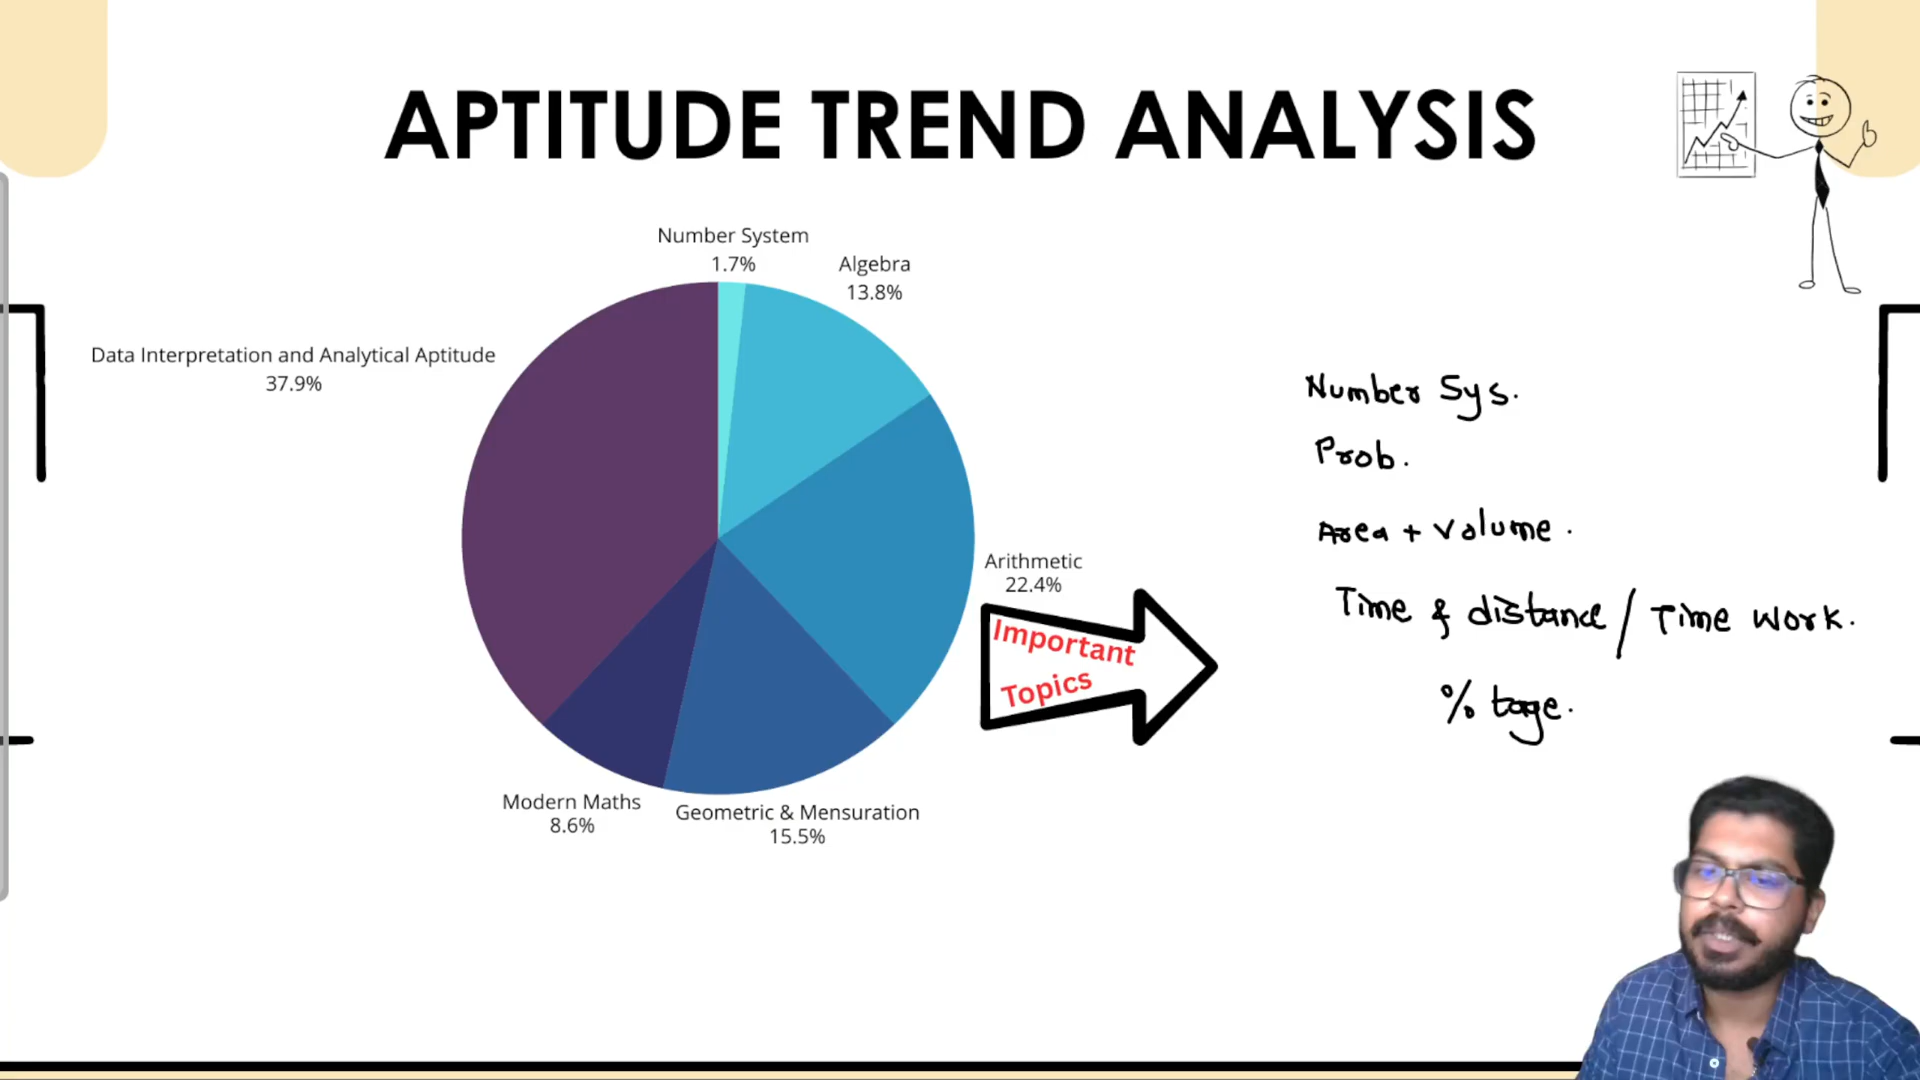 APTITUDE TREND ANALYSIS
Number System
1.7%
Algebra
13.8%
Data Interpretation and Analytical Aptitude
37.9%
Arithmetic
22.4%
Important
Topics
Modern Maths
8.6%
Geometric & Mensuration
15.5%
Number Sys.
Prob.
Area + Volume.
Time & distance / Time Work.
% tage.